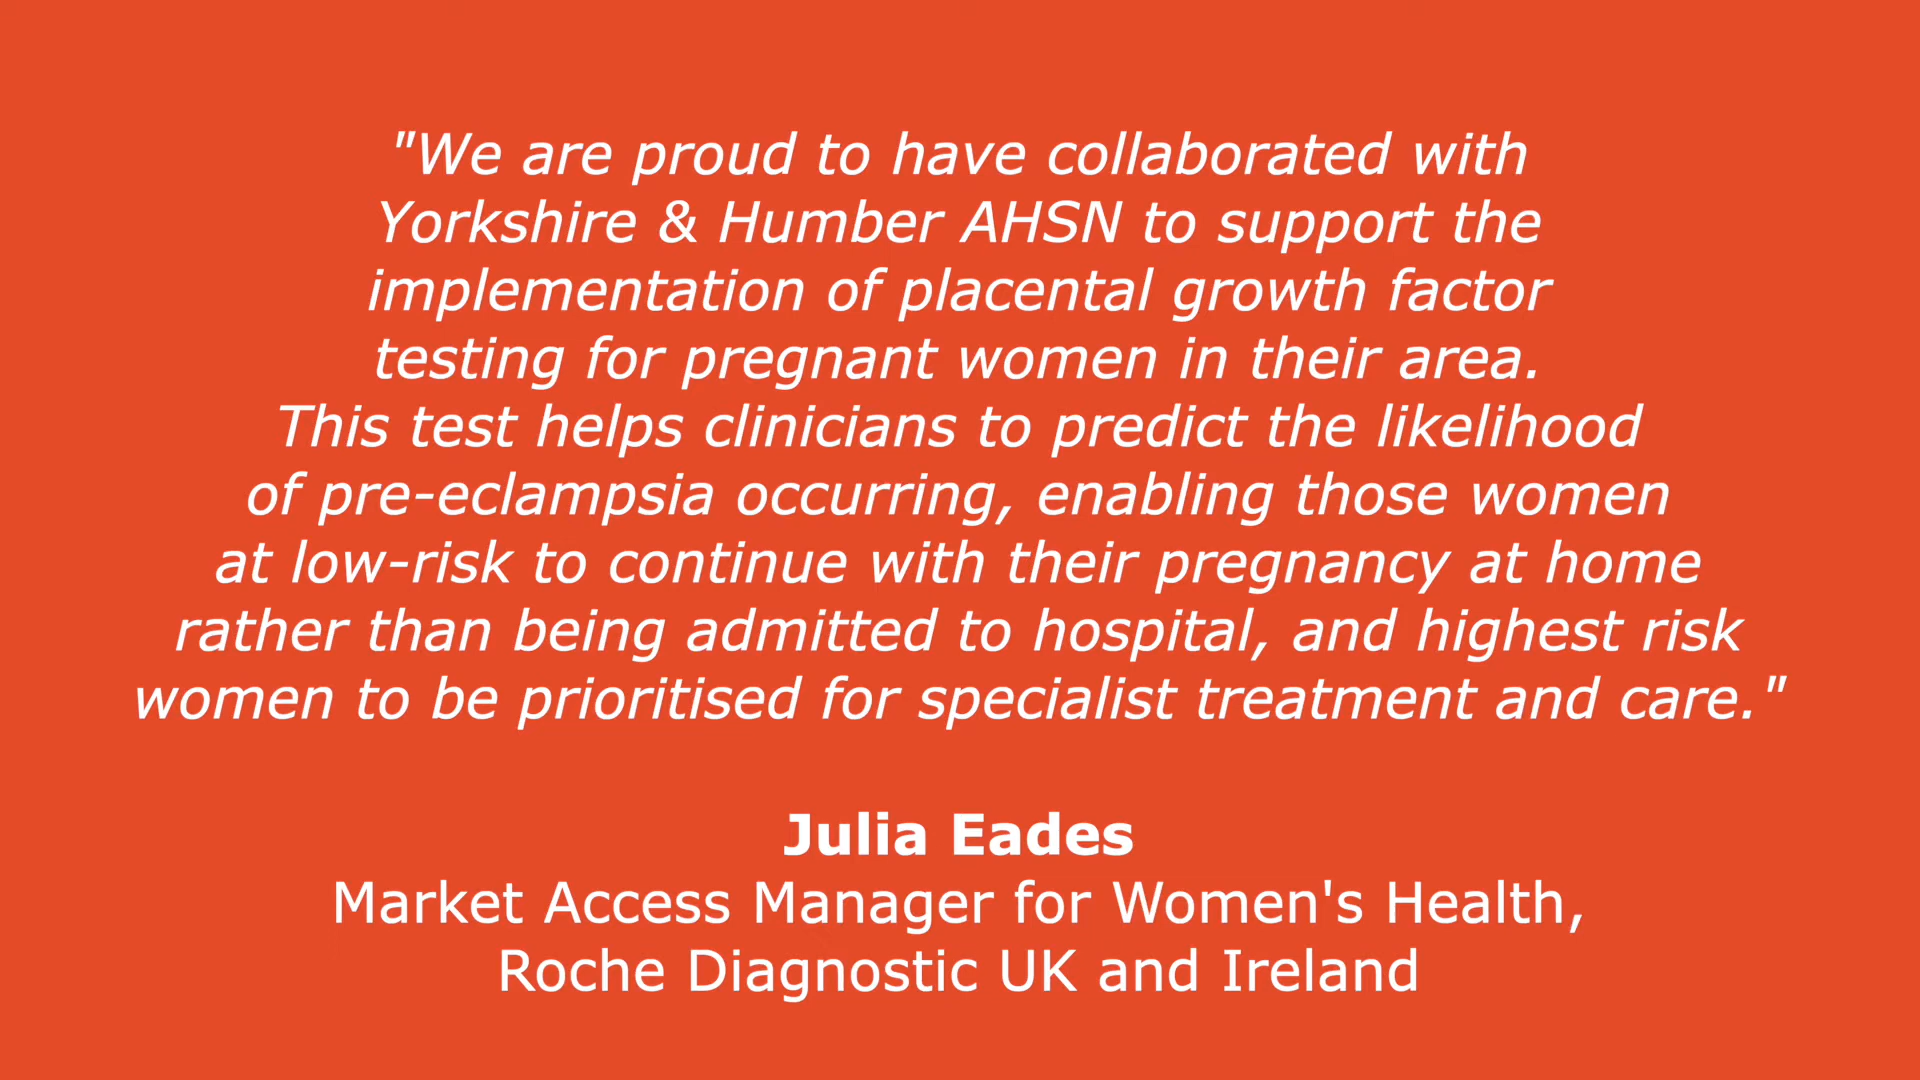 "We are proud to have collaborated with
Yorkshire & Humber AHSN to support the
implementation of placental growth factor
testing for pregnant women in their area.
This test helps clinicians to predict the likelihood
of pre-eclampsia occurring, enabling those women
at low-risk to continue with their pregnancy at home
rather than being admitted to hospital, and highest risk
women to be prioritised for specialist treatment and care."
Julia Eades
Market Access Manager for Women's Health,
Roche Diagnostic UK and Ireland